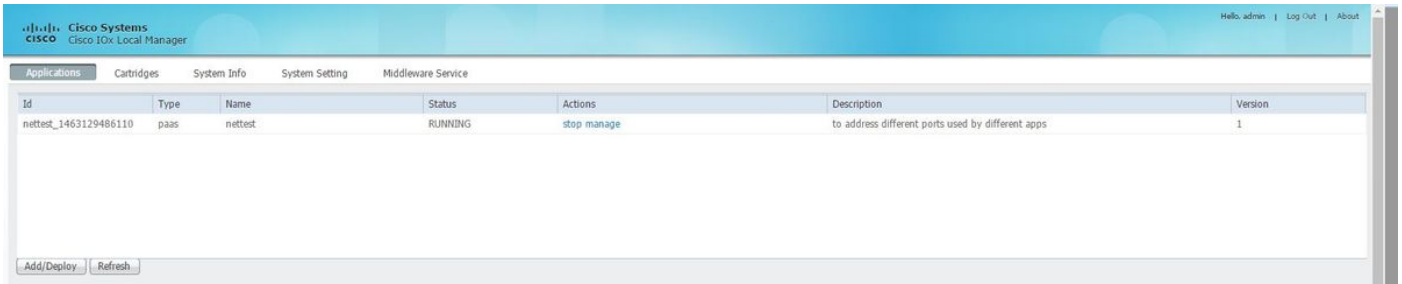 Hello, admin | Log Out | About
Cisco Systems
CISCO Cisco IOx Local Manager
Applications Cartridges System Info System Setting Middleware Service
Id Type Name Status Actions Description Version
nettest_1463129486110 paas nettest RUNNING stop manage to address different ports used by different apps 1
Add/Deploy Refresh